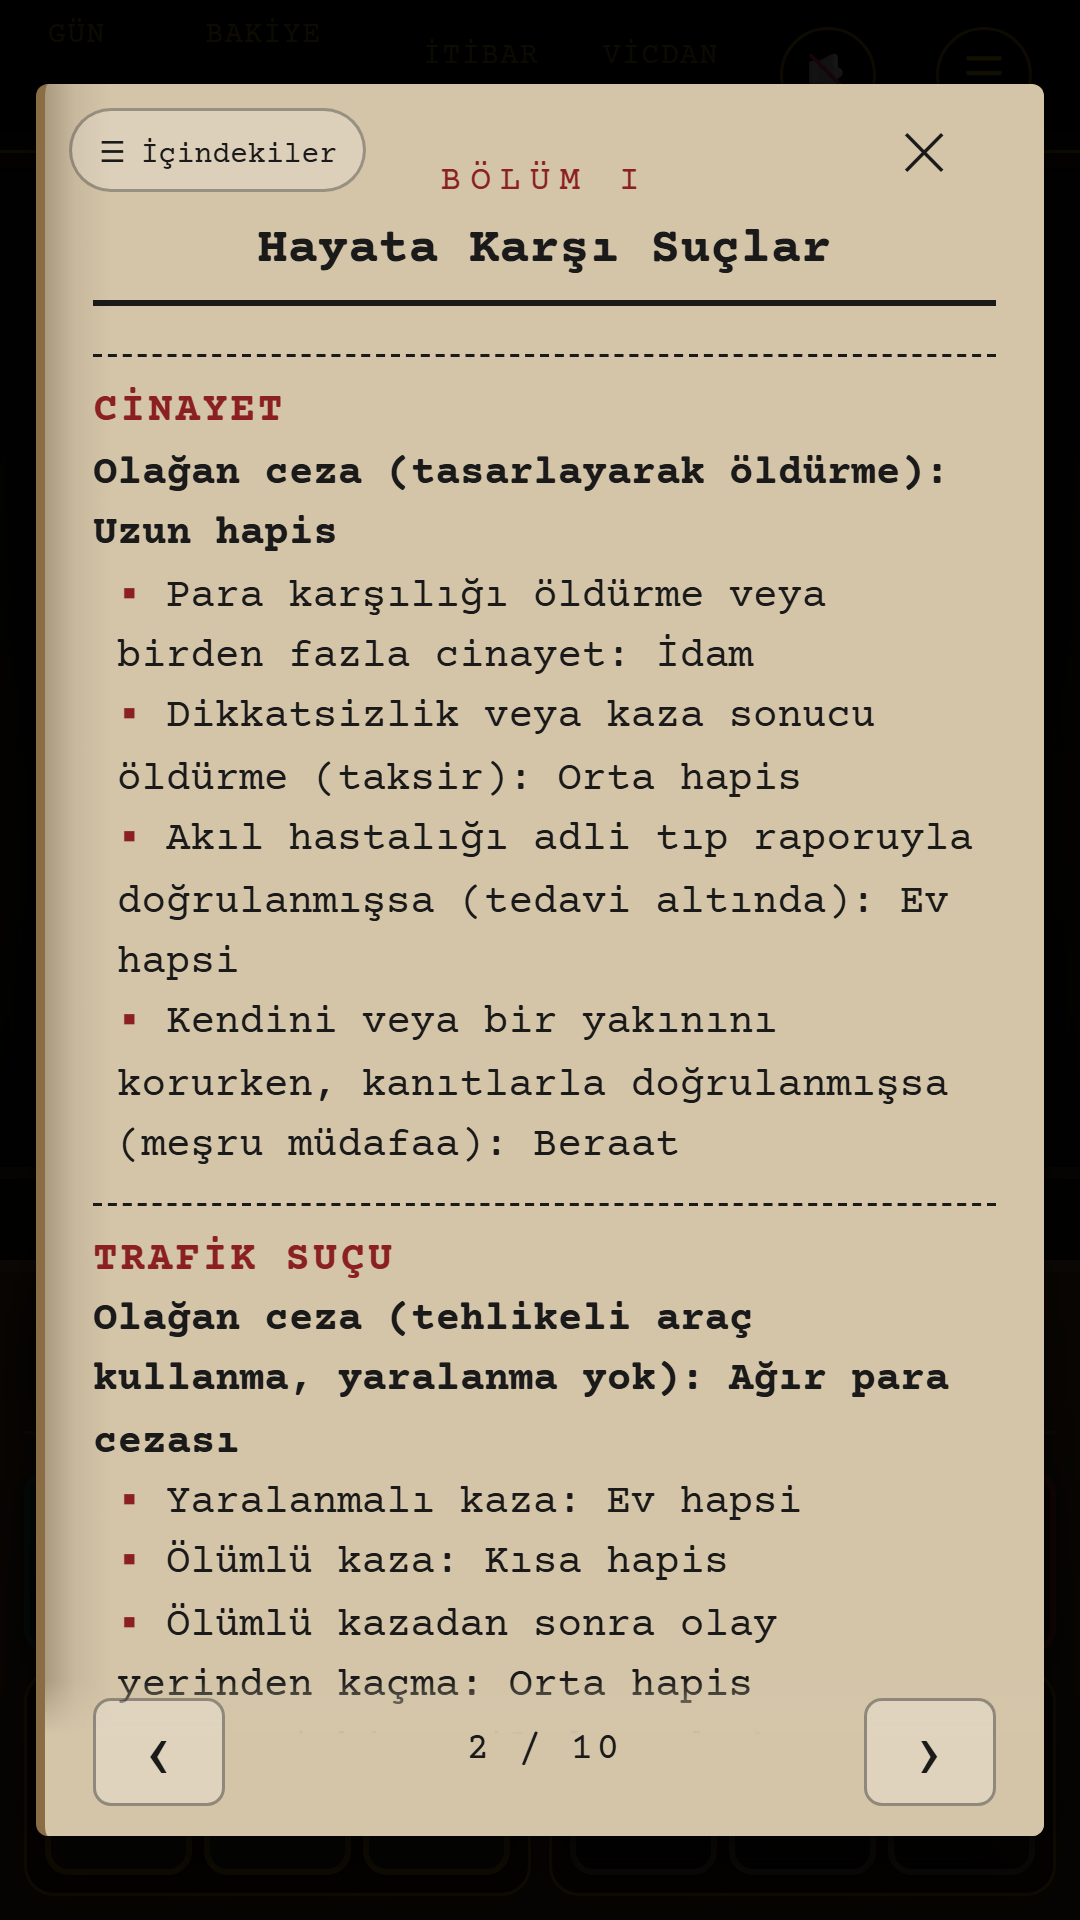 GÜN BAKİYE
İTİBAR VİCDAN
☰ İçindekiler
BÖLÜM I
Hayata Karşı Suçlar
CİNAYET
Olağan ceza (tasarlayarak öldürme):
Uzun hapis
▪ Para karşılığı öldürme veya
birden fazla cinayet: İdam
▪ Dikkatsizlik veya kaza sonucu
öldürme (taksir): Orta hapis
▪ Akıl hastalığı adli tıp raporuyla
doğrulanmışsa (tedavi altında): Ev
hapsi
▪ Kendini veya bir yakınını
korurken, kanıtlarla doğrulanmışsa
(meşru müdafaa): Beraat
TRAFİK SUÇU
Olağan ceza (tehlikeli araç
kullanma, yaralanma yok): Ağır para
cezası
▪ Yaralanmalı kaza: Ev hapsi
▪ Ölümlü kaza: Kısa hapis
▪ Ölümlü kazadan sonra olay
yerinden kaçma: Orta hapis
‹ 2 / 10 ›